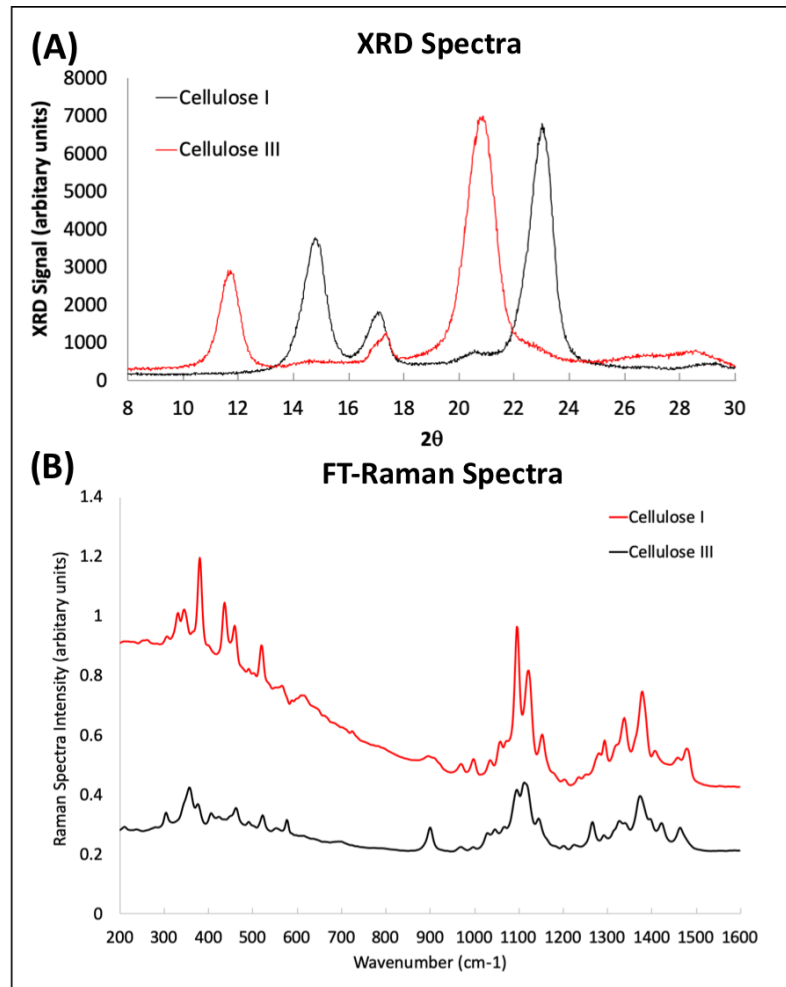 (A)
XRD Spectra
XRD Signal (arbitary units)
8000
7000
6000
5000
4000
3000
2000
1000
0
Cellulose I
Cellulose III
8 10 12 14 16 18 20 22 24 26 28 30
2θ
(B)
FT-Raman Spectra
Raman Spectra Intensity (arbitary units)
1.4
1.2
1
0.8
0.6
0.4
0.2
0
Cellulose I
Cellulose III
200 300 400 500 600 700 800 900 1000 1100 1200 1300 1400 1500 1600
Wavenumber (cm-1)